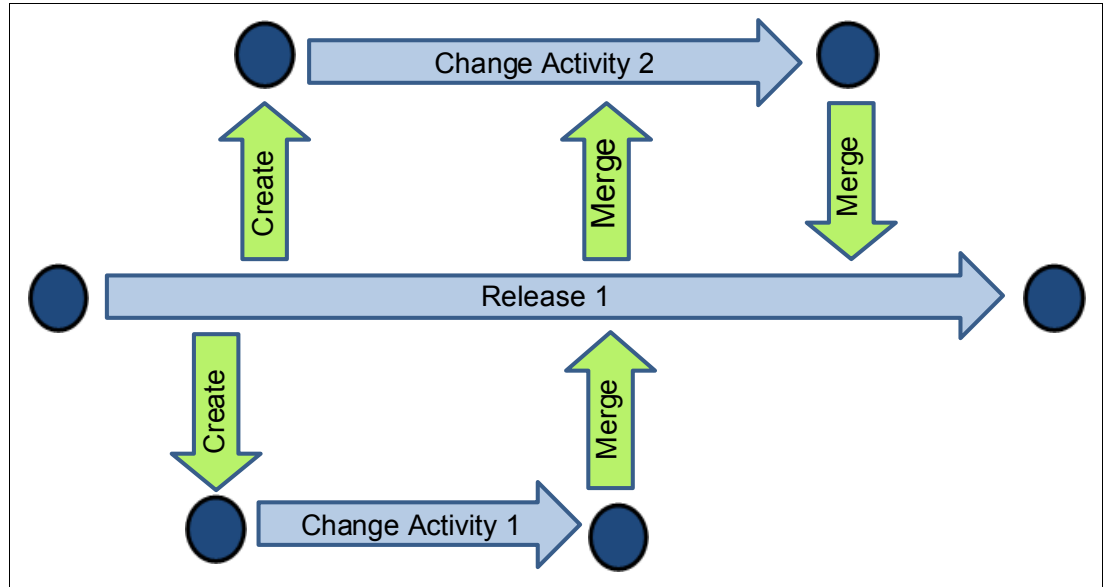 Change Activity 2
Create
Merge
Merge
Release 1
Create
Merge
Change Activity 1